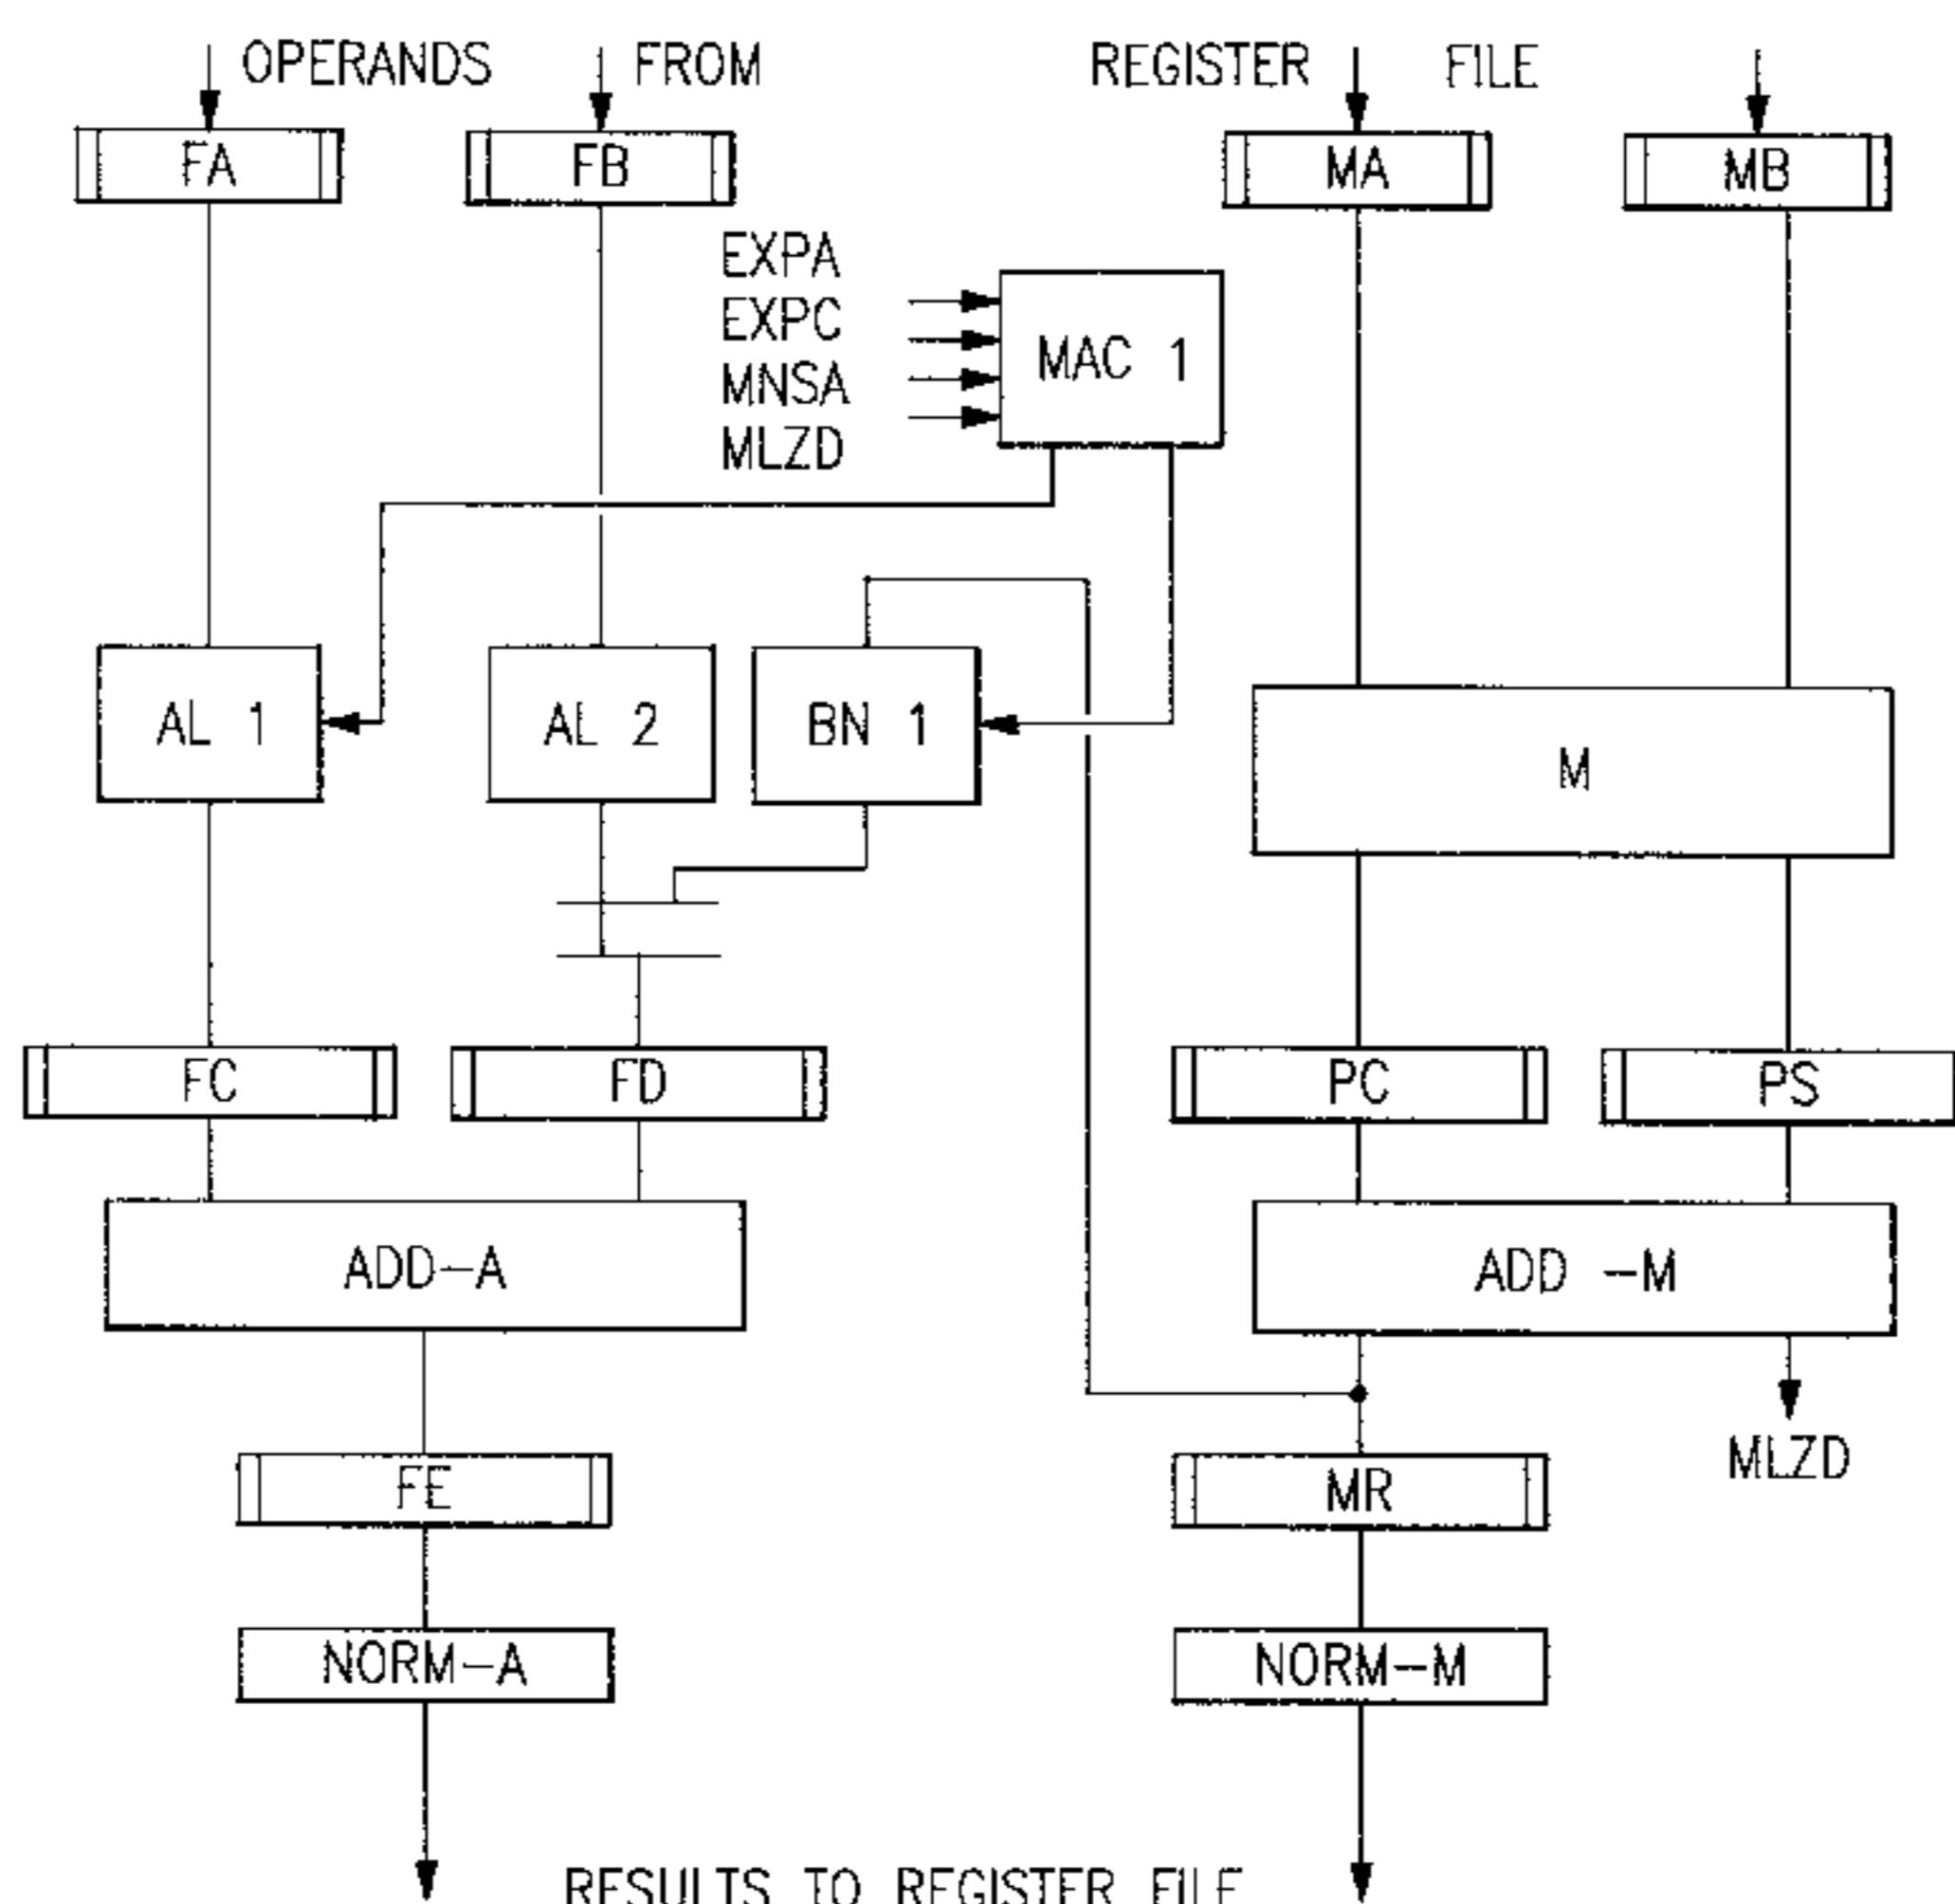 OPERANDS FROM REGISTER FILE
FA FB MA MB
EXPA
EXPC
MNSA
MLZD
MAC 1
AL 1 AL 2 BN 1 M
FC FD PC PS
ADD-A ADD -M
MLZD
FE MR
NORM-A NORM-M
RESULTS TO REGISTER FILE